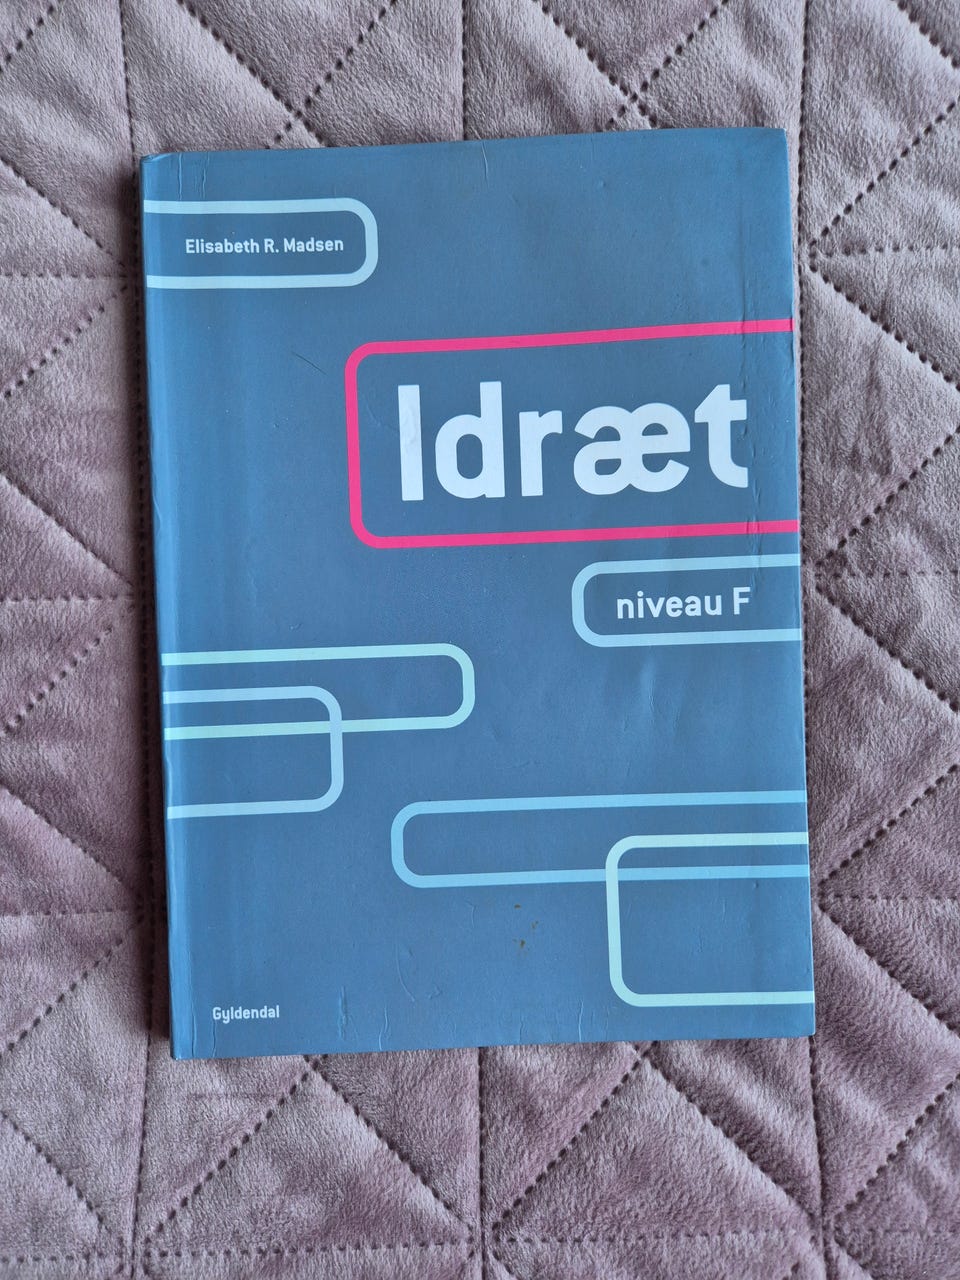 Elisabeth R. Madsen
Idræt
niveau F
Gyldendal